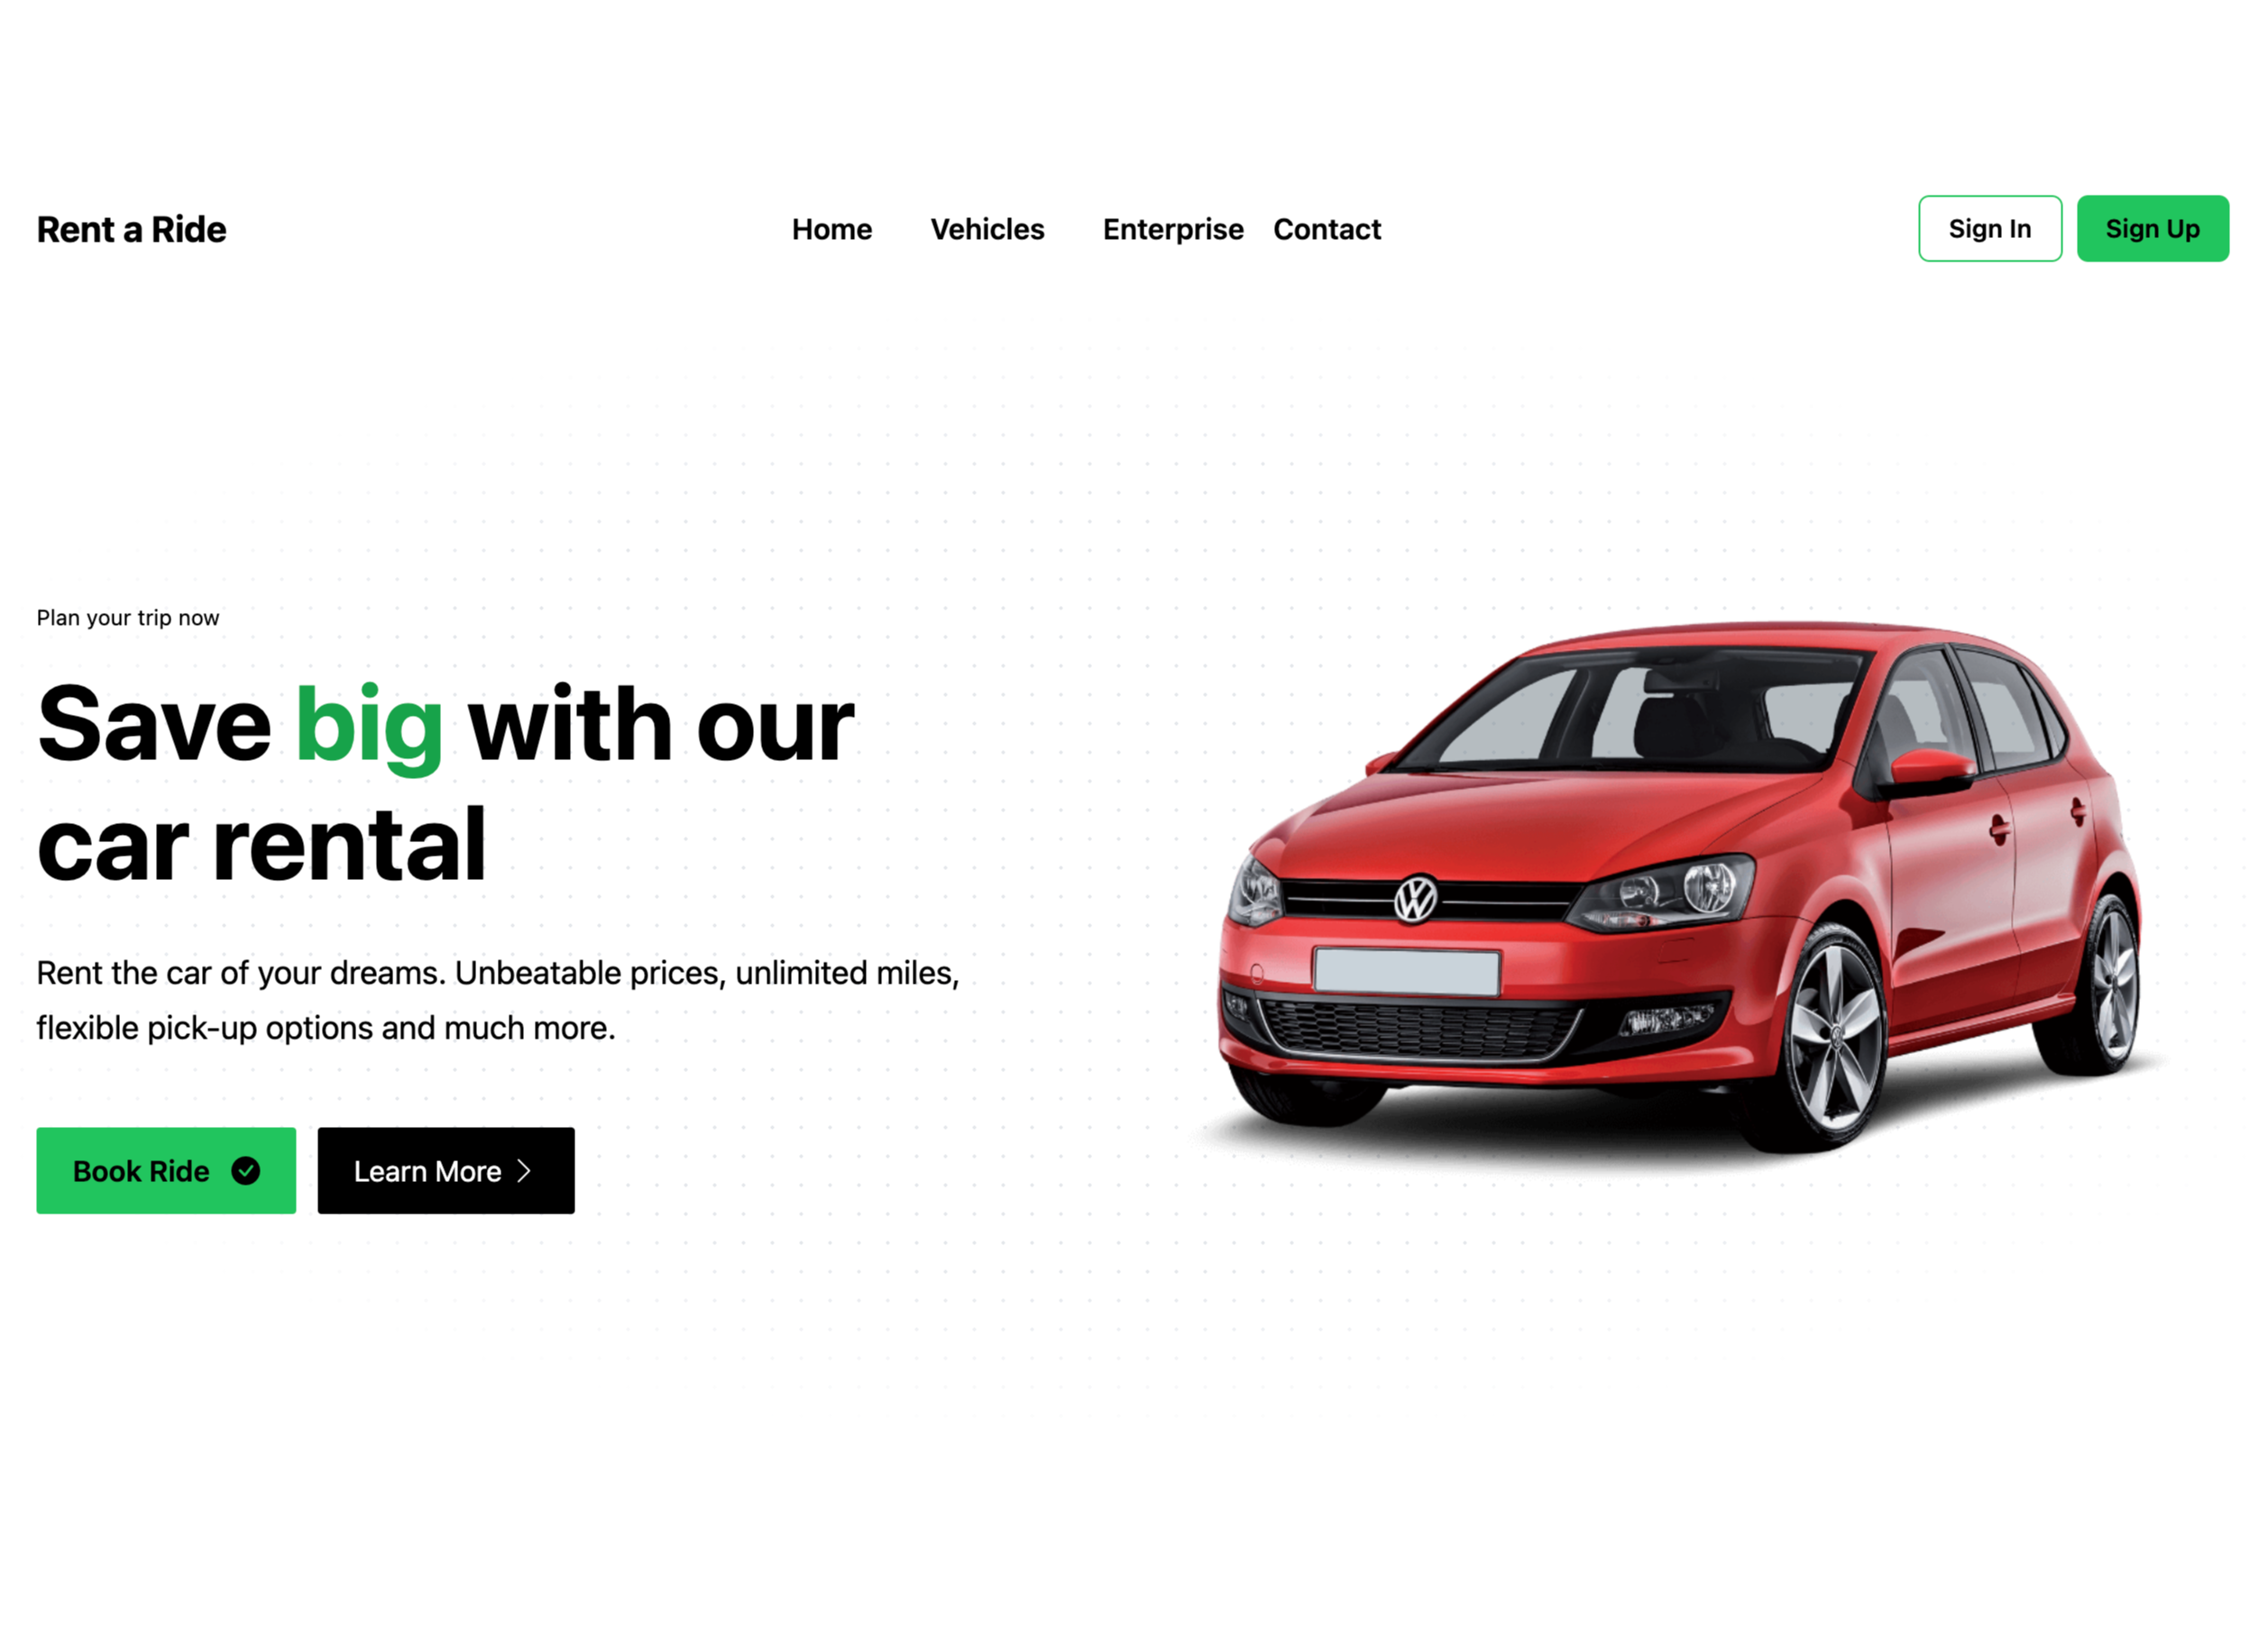 Rent a Ride
Home Vehicles Enterprise Contact
Sign In Sign Up
Plan your trip now
Save big with our
car rental
Rent the car of your dreams. Unbeatable prices, unlimited miles,
flexible pick-up options and much more.
Book Ride Learn More